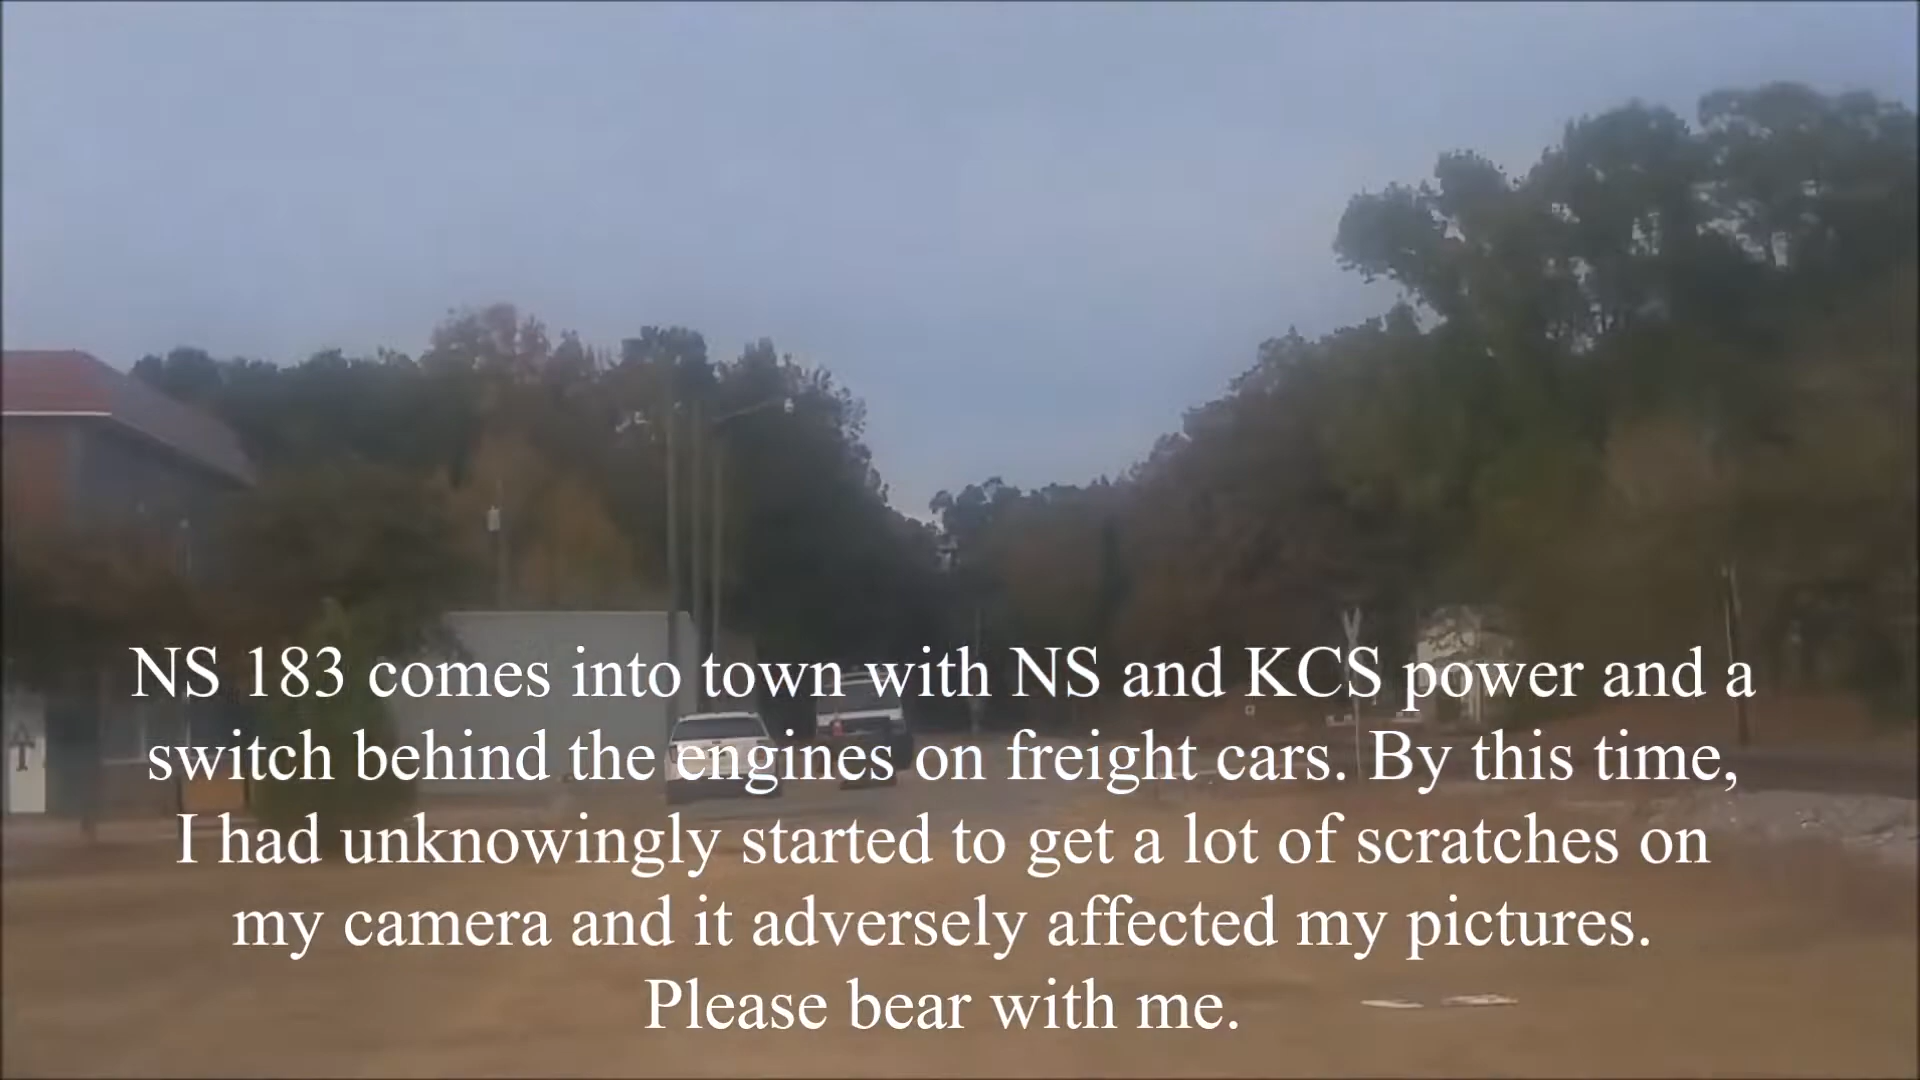 NS 183 comes into town with NS and KCS power and a
switch behind the engines on freight cars. By this time,
I had unknowingly started to get a lot of scratches on
my camera and it adversely affected my pictures.
Please bear with me.